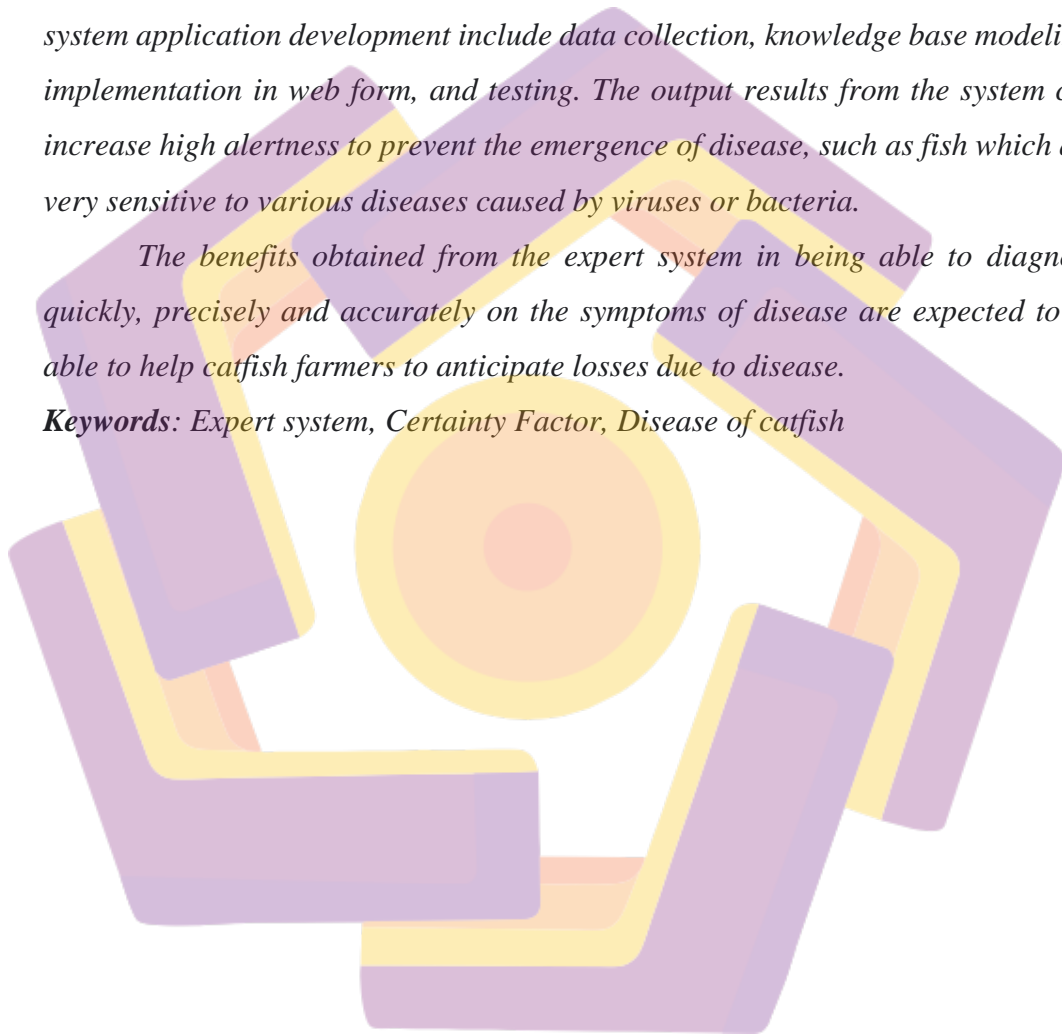 system application development include data collection, knowledge base modeli
implementation in web form, and testing. The output results from the system c
increase high alertness to prevent the emergence of disease, such as fish which a
very sensitive to various diseases caused by viruses or bacteria.
The benefits obtained from the expert system in being able to diagn
quickly, precisely and accurately on the symptoms of disease are expected to
able to help catfish farmers to anticipate losses due to disease.
Keywords: Expert system, Certainty Factor, Disease of catfish